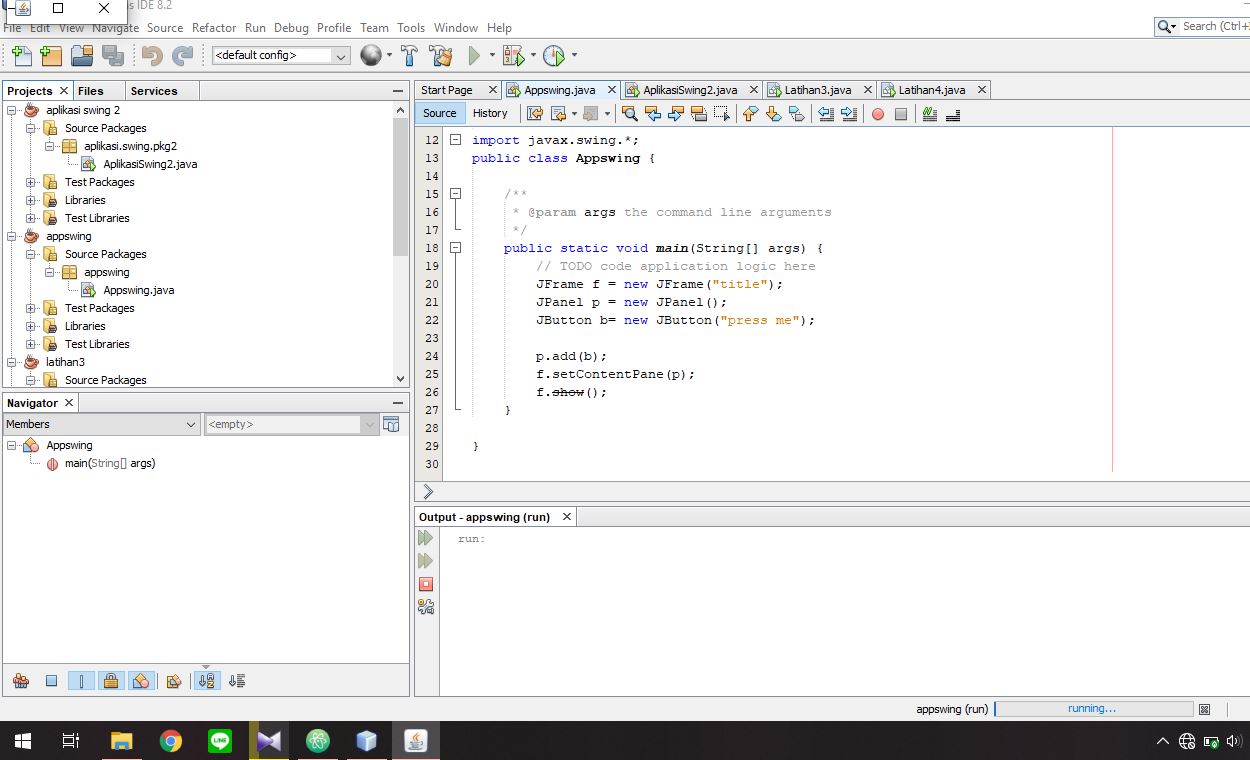 s IDE 8.2
File Edit View Navigate Source Refactor Run Debug Profile Team Tools Window Help
Search (Ctrl+I
<default config>
Projects Files Services
aplikasi swing 2
Source Packages
aplikasi.swing.pkg2
AplikasiSwing2.java
Test Packages
Libraries
Test Libraries
appswing
Source Packages
appswing
Appswing.java
Test Packages
Libraries
Test Libraries
latihan3
Source Packages
Navigator
Members <empty>
Appswing
main(String[] args)
Start Page Appswing.java AplikasiSwing2.java Latihan3.java Latihan4.java
Source History
12 import javax.swing.*;
13 public class Appswing {
14
15 /**
16 * @param args the command line arguments
17 */
18 public static void main(String[] args) {
19 // TODO code application logic here
20 JFrame f = new JFrame("title");
21 JPanel p = new JPanel();
22 JButton b= new JButton("press me");
23
24 p.add(b);
25 f.setContentPane(p);
26 f.show();
27 }
28
29 }
30
Output - appswing (run)
run:
appswing (run) running...
LINE